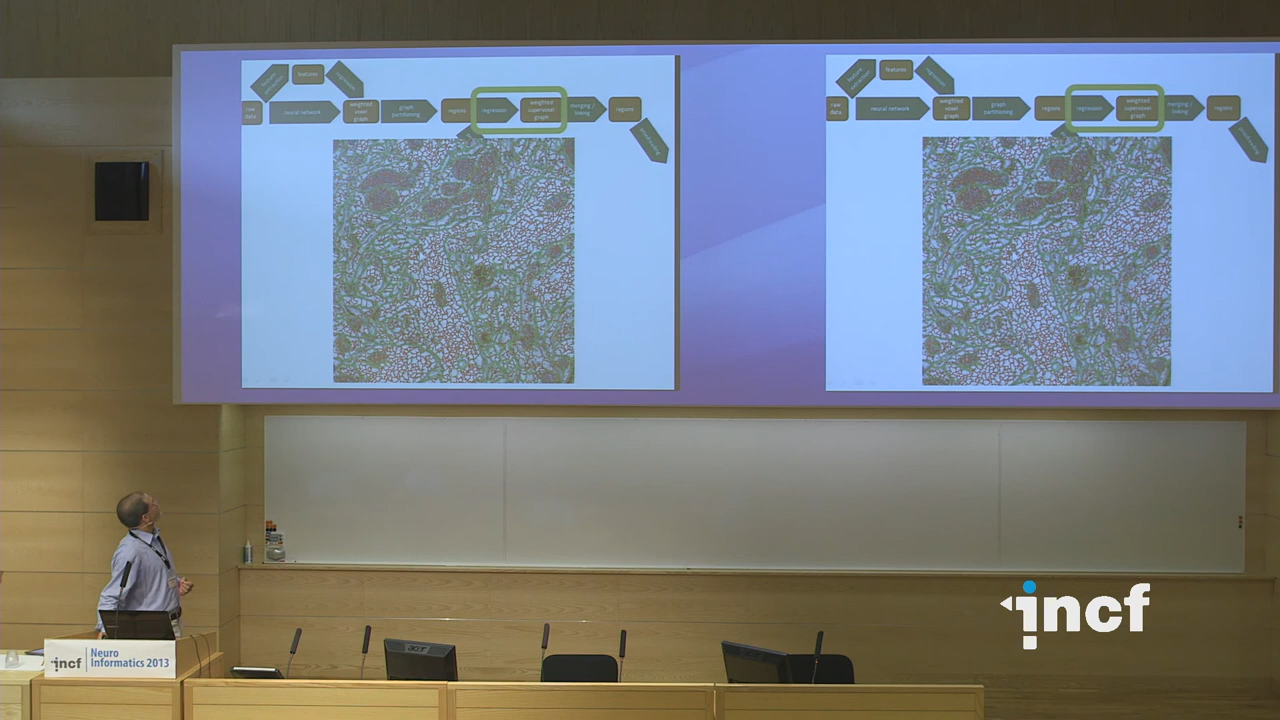 features
raw
data
neural network
weighted
voxel
graph
graph
partitioning
regions
regression
weighted
supervoxel
graph
merging /
linking
regions
features
raw
data
neural network
weighted
voxel
graph
graph
partitioning
regions
regression
weighted
supervoxel
graph
merging /
linking
regions
incf
Neuro
Informatics 2013
acer
incf